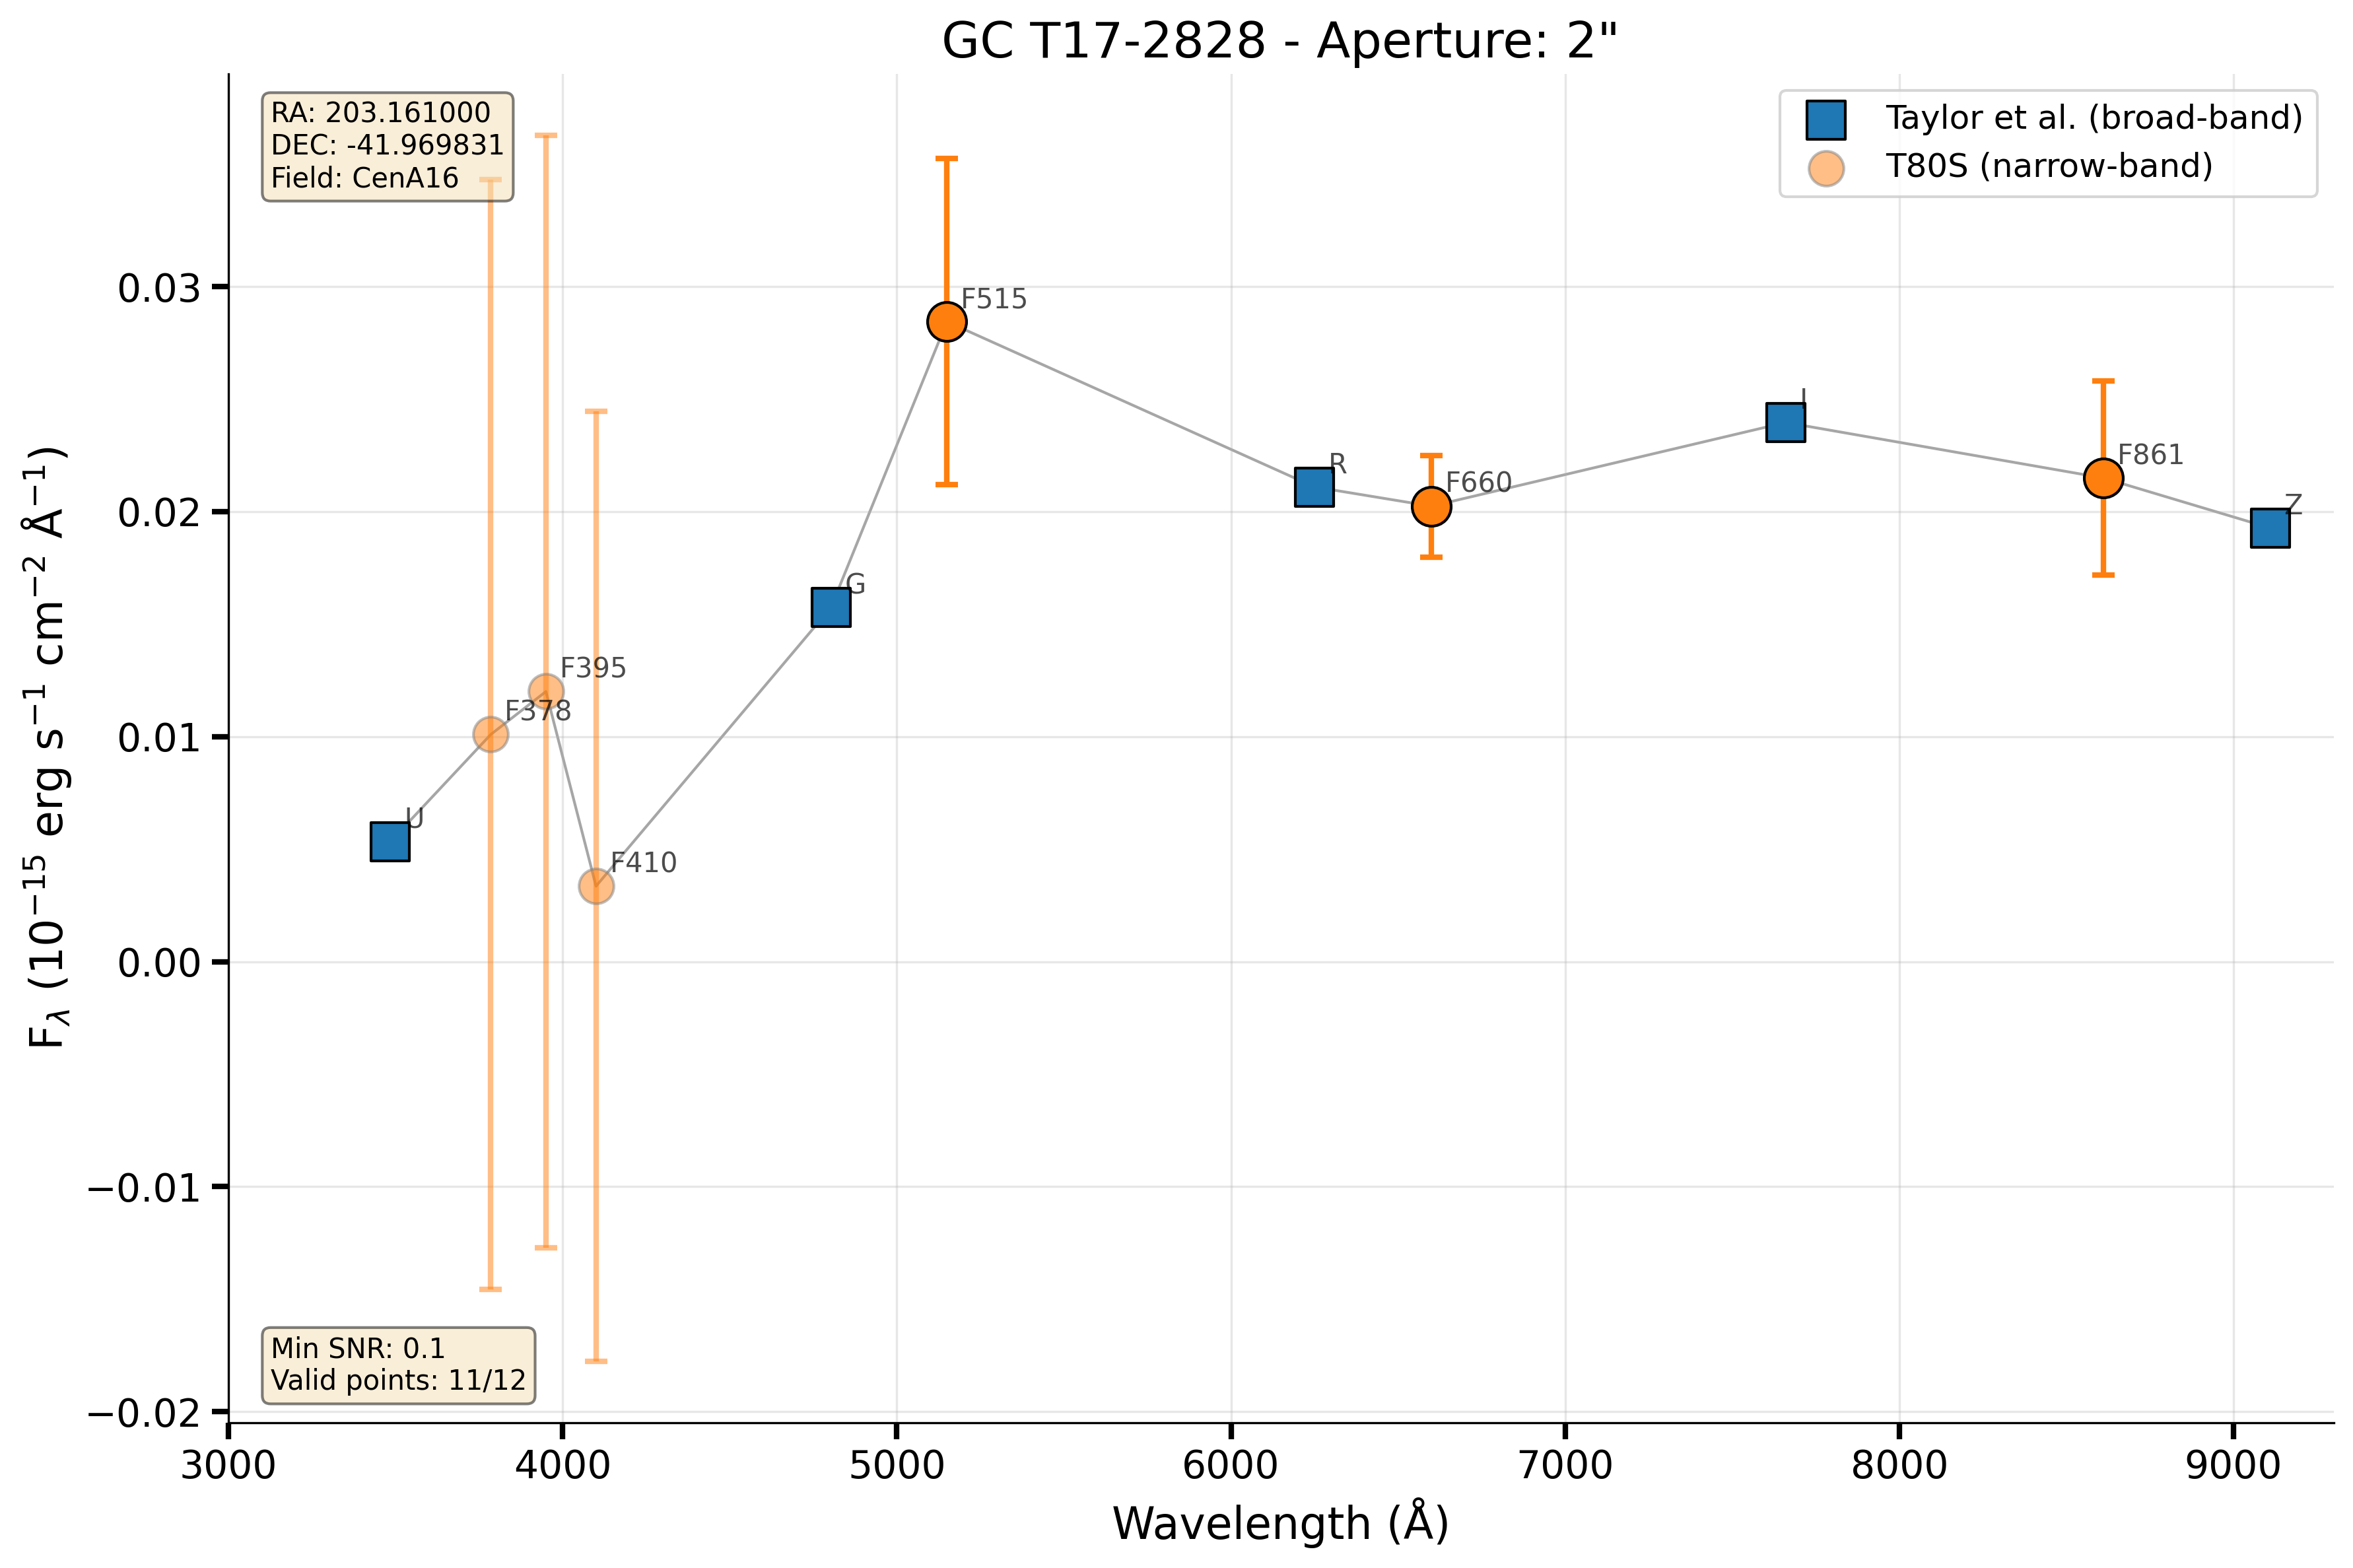 GC T17-2828 - Aperture: 2"
RA: 203.161000
DEC: -41.969831
Field: CenA16
Taylor et al. (broad-band)
T80S (narrow-band)
F515
I
R
F660
F861
Z
G
F395
F378
U
F410
0.03
0.02
0.01
0.00
−0.01
−0.02
Fλ (10⁻¹⁵ erg s⁻¹ cm⁻² Å⁻¹)
Min SNR: 0.1
Valid points: 11/12
3000 4000 5000 6000 7000 8000 9000
Wavelength (Å)